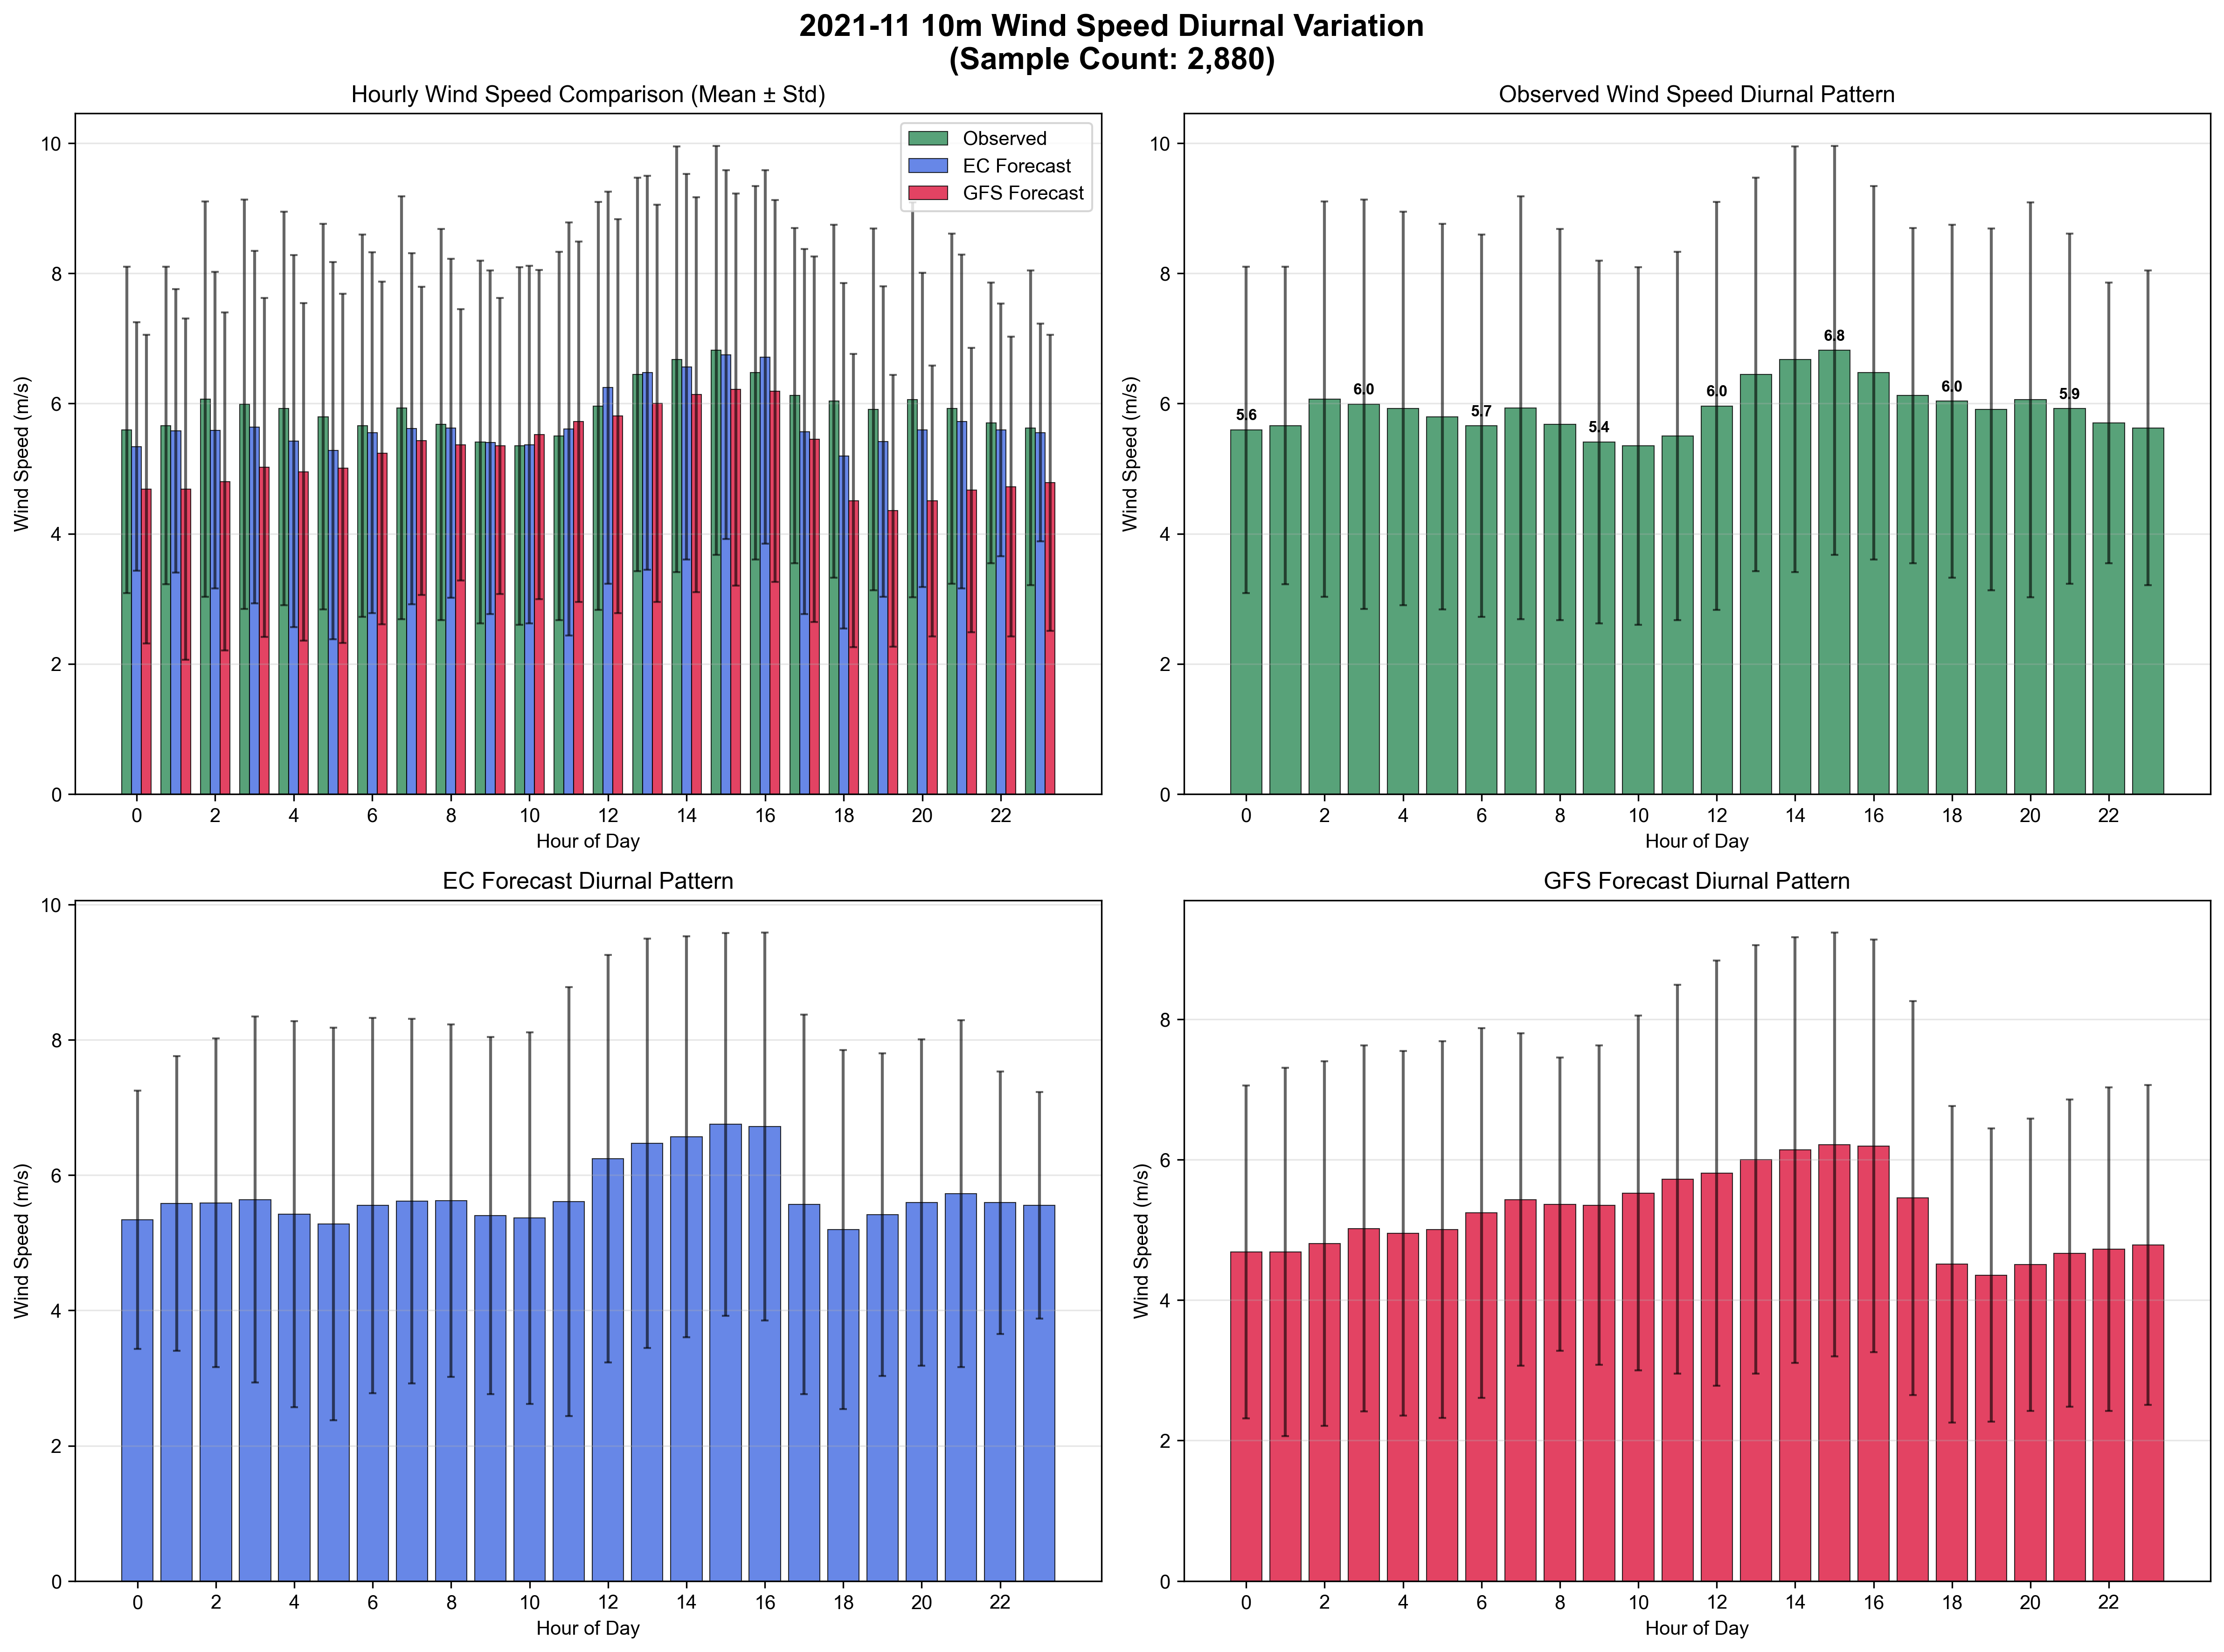 2021-11 10m Wind Speed Diurnal Variation
(Sample Count: 2,880)
Hourly Wind Speed Comparison (Mean ± Std)
Observed
EC Forecast
GFS Forecast
Wind Speed (m/s)
10
8
6
4
2
0
0 2 4 6 8 10 12 14 16 18 20 22
Hour of Day
Observed Wind Speed Diurnal Pattern
Wind Speed (m/s)
10
8
6
4
2
0
5.6 6.0 5.7 5.4 6.0 6.8 6.0 5.9
0 2 4 6 8 10 12 14 16 18 20 22
Hour of Day
EC Forecast Diurnal Pattern
Wind Speed (m/s)
10
8
6
4
2
0
0 2 4 6 8 10 12 14 16 18 20 22
Hour of Day
GFS Forecast Diurnal Pattern
Wind Speed (m/s)
8
6
4
2
0
0 2 4 6 8 10 12 14 16 18 20 22
Hour of Day